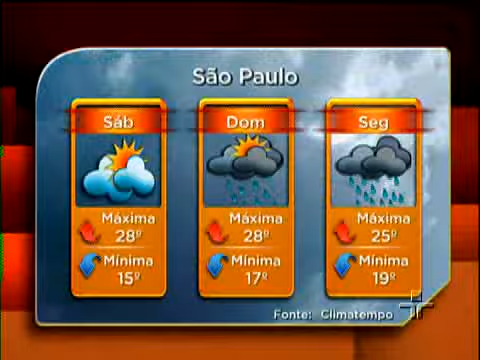 São Paulo
Sáb
Dom
Seg
Máxima
28º
Mínima
15º
Máxima
28º
Mínima
17º
Máxima
25º
Mínima
19º
Fonte: Climatempo